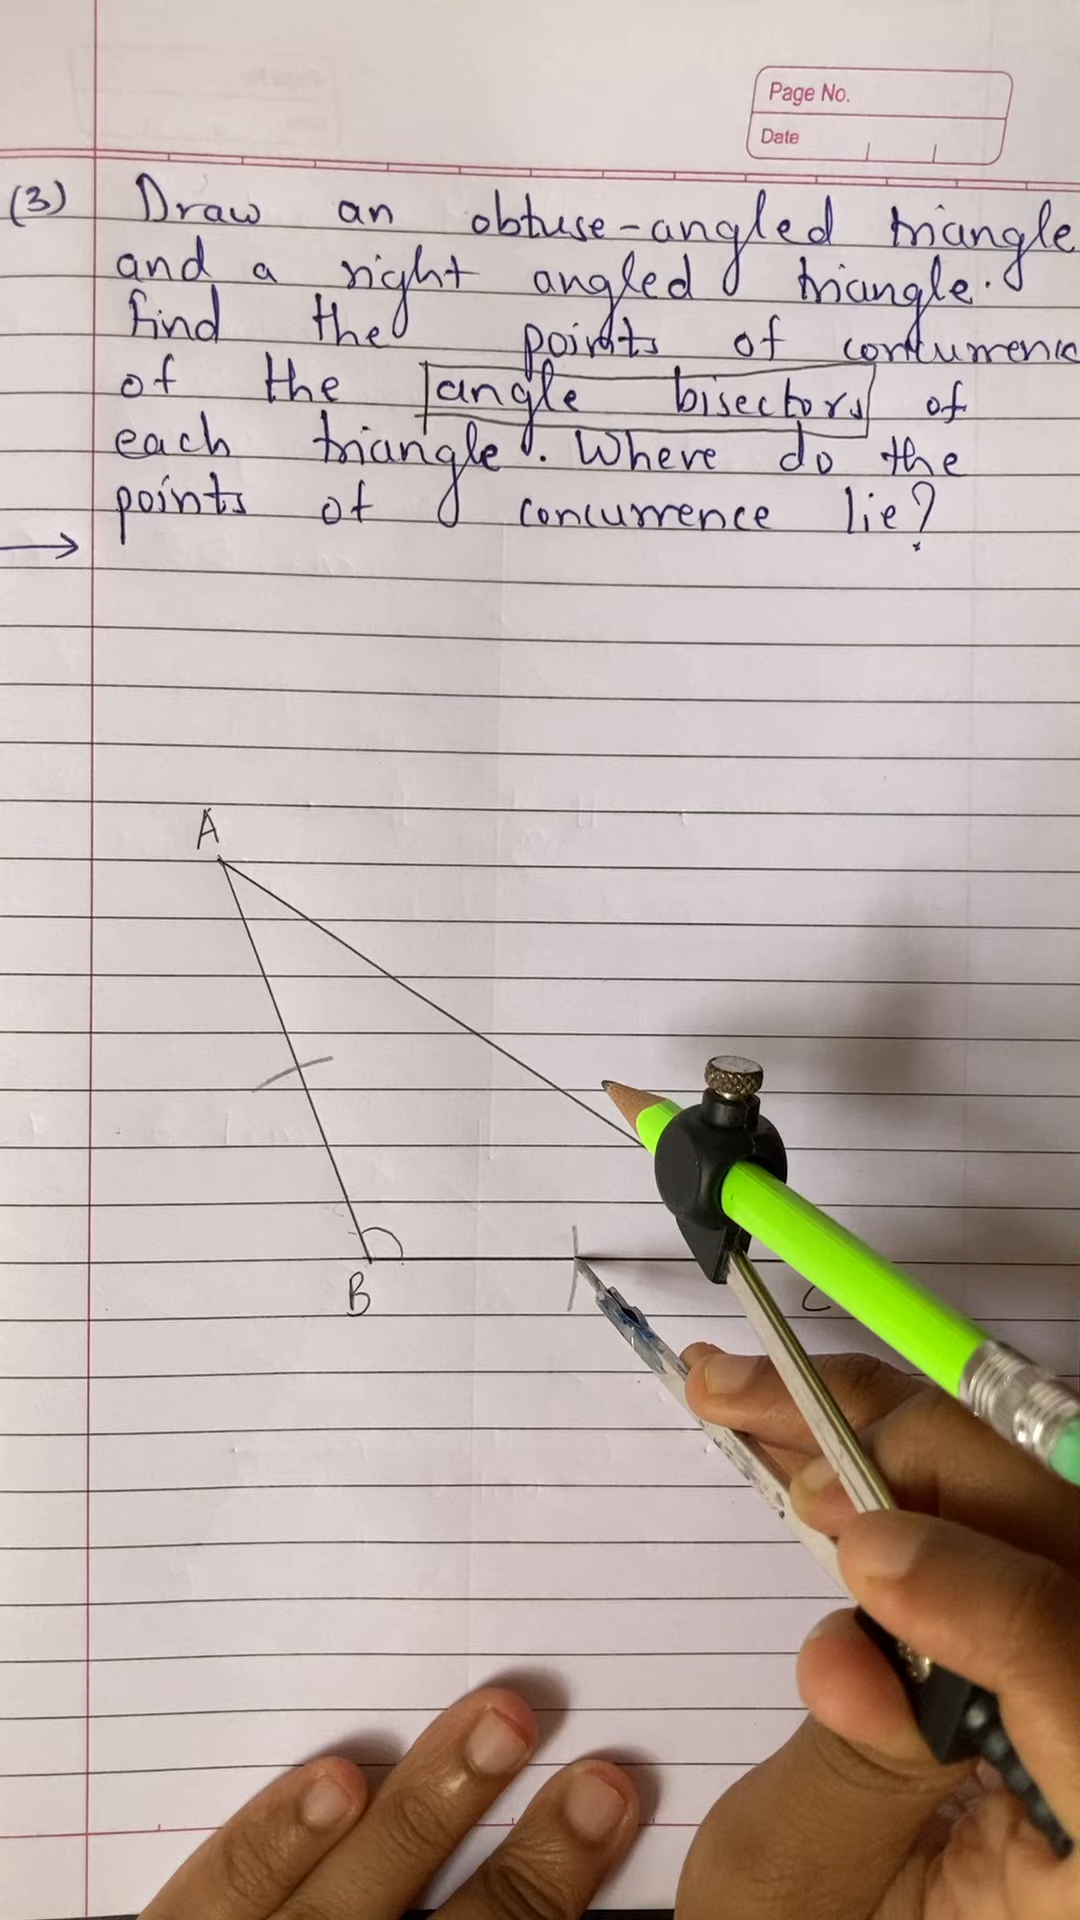 Page No.
Date
(3) Draw an obtuse-angled triangle
and a right angled triangle.
find the points of concurrenc
of the angle bisectors of
each triangle. Where do the
points of concurrence lie?
A
B
C